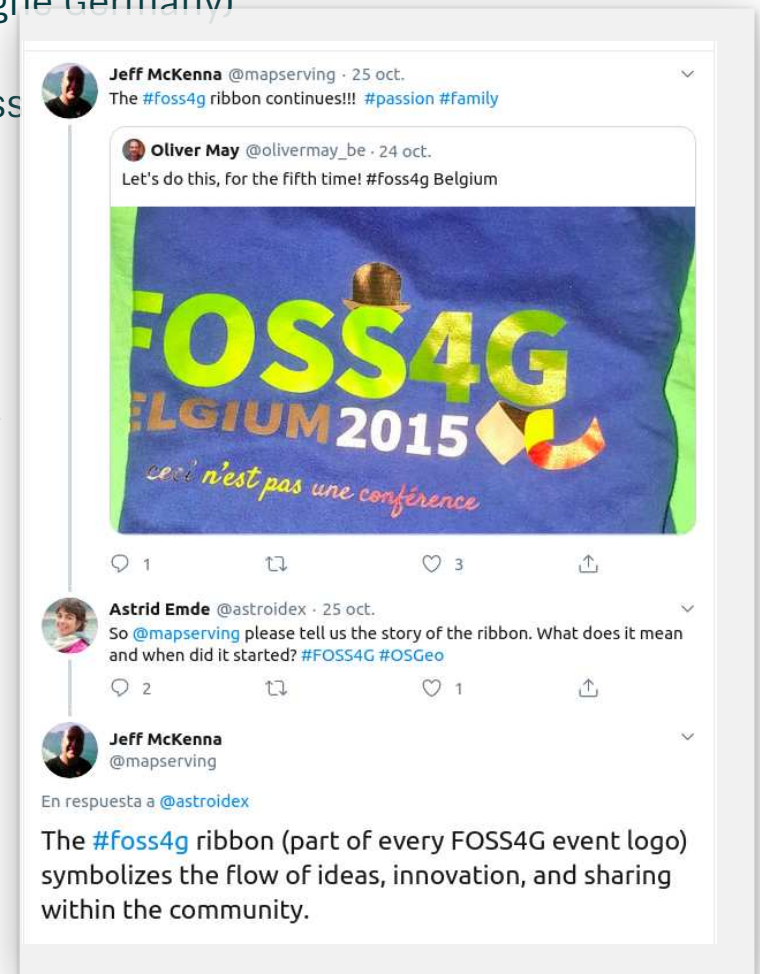 Germany)
Jeff McKenna @mapserving · 25 oct.
The #foss4g ribbon continues!!! #passion #family
Oliver May @olivermay_be · 24 oct.
Let's do this, for the fifth time! #foss4g Belgium
FOSS4G
ELGIUM 2015
ceci n'est pas une conférence
1 3
Astrid Emde @astroidex · 25 oct.
So @mapserving please tell us the story of the ribbon. What does it mean
and when did it started? #FOSS4G #OSGeo
2 1
Jeff McKenna
@mapserving
En respuesta a @astroidex
The #foss4g ribbon (part of every FOSS4G event logo)
symbolizes the flow of ideas, innovation, and sharing
within the community.